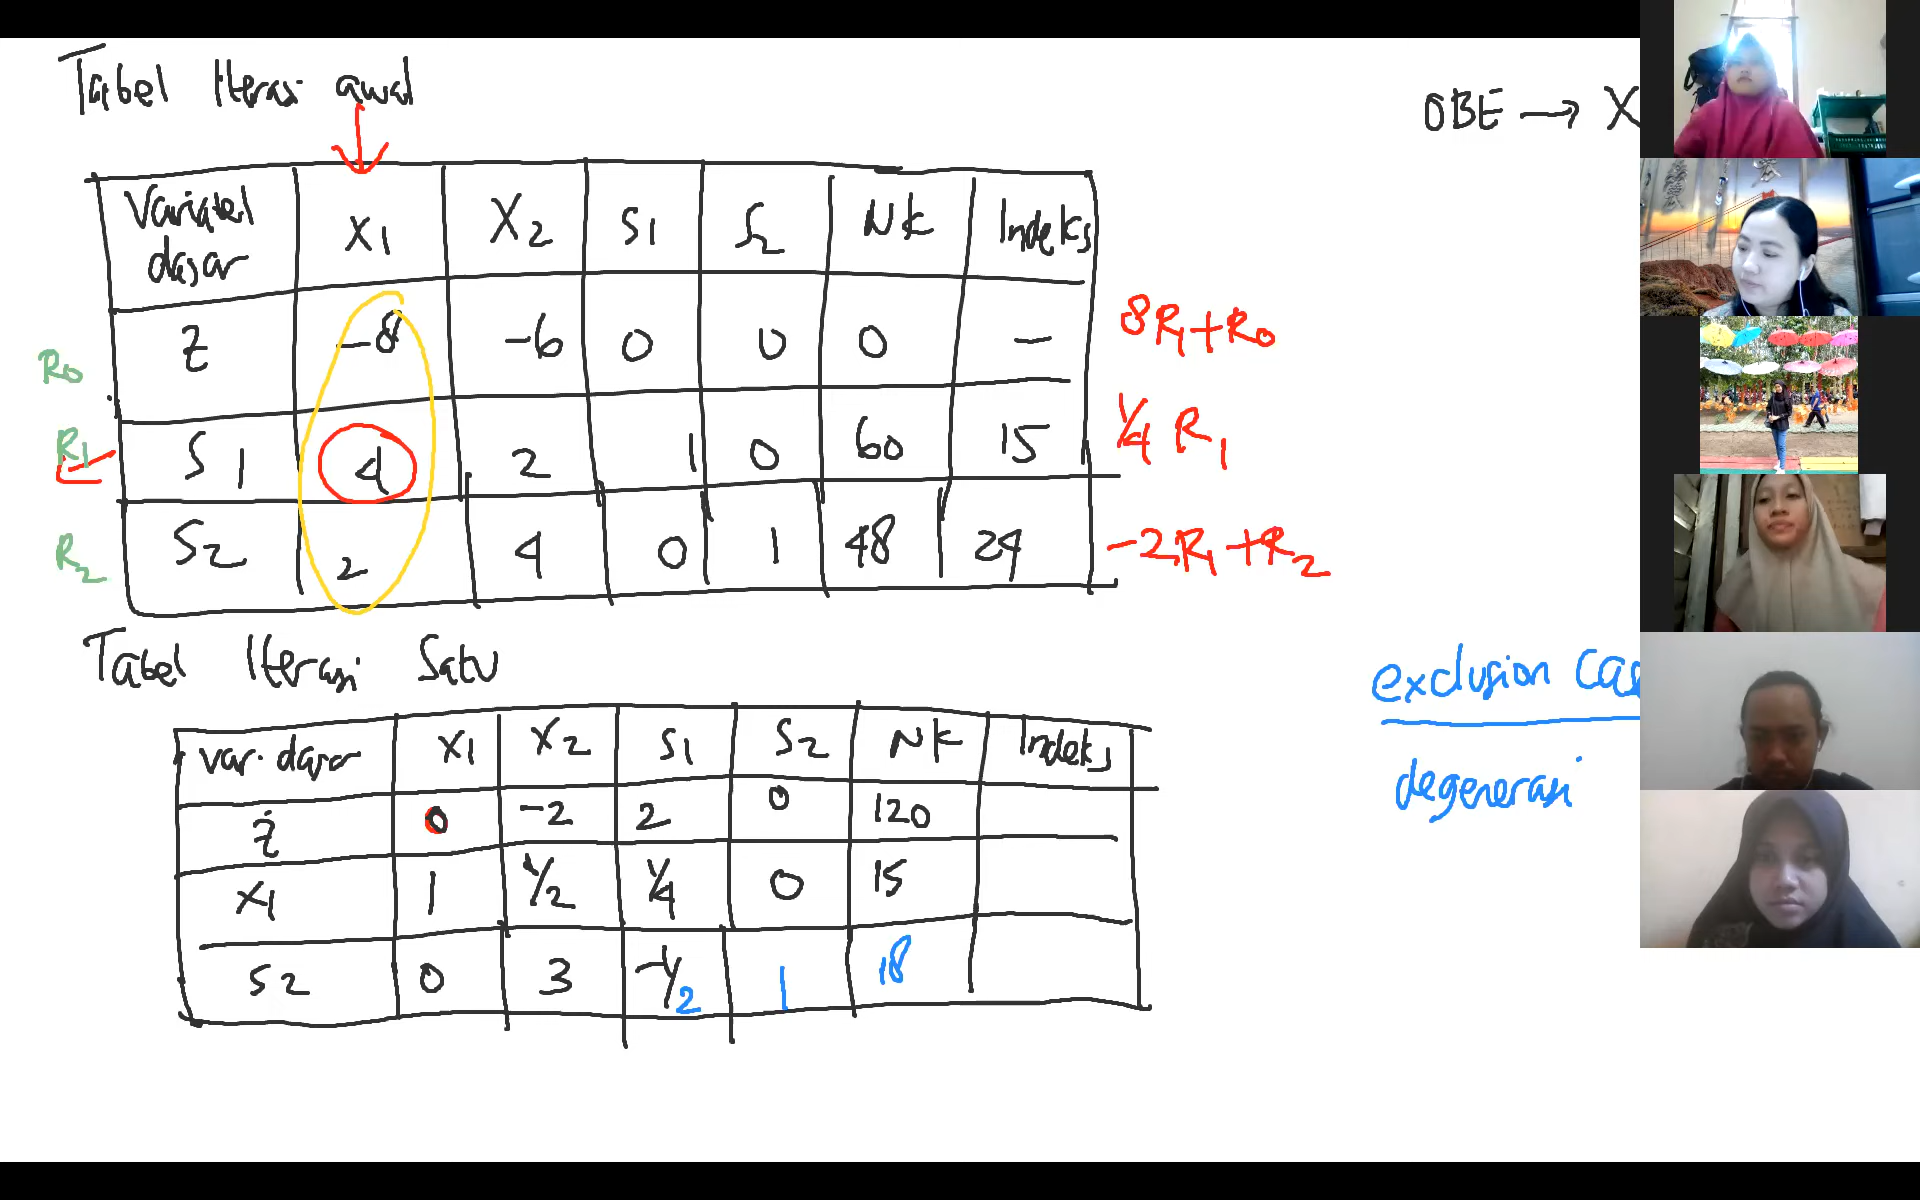 Tabel Iterasi awal
OBE → X
Variabel dasar X1 X2 S1 S2 NK Indeks
R0 Z -8 -6 0 0 0 - 8R1+R0
R1 S1 4 2 1 0 60 15 1/4 R1
R2 S2 2 4 0 1 48 24 -2R1+R2
Tabel Iterasi Satu
exclusion cas
degenerasi
var. dasar X1 X2 S1 S2 NK Indeks
Z 0 -2 2 0 120
X1 1 1/2 1/4 0 15
S2 0 3 -1/2 1 18